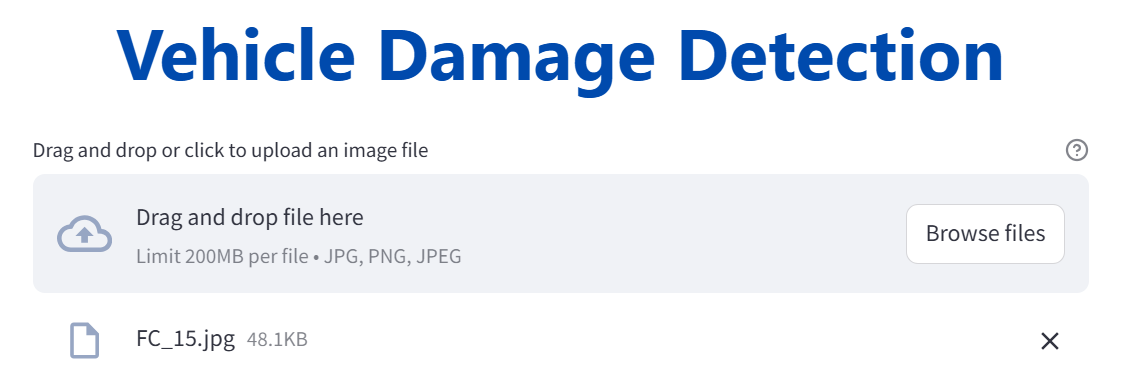 Vehicle Damage Detection
Drag and drop or click to upload an image file
Drag and drop file here
Limit 200MB per file • JPG, PNG, JPEG
Browse files
FC_15.jpg 48.1KB